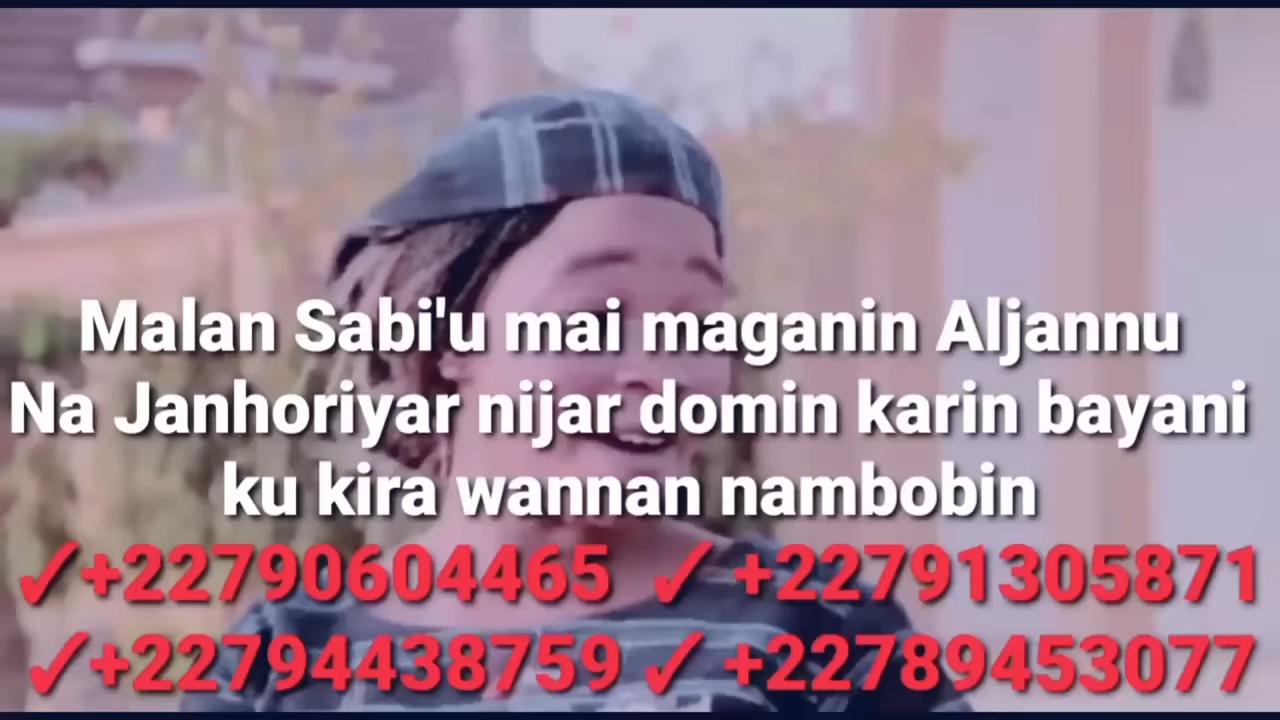 Malan Sabi'u mai maganin Aljannu
Na Janhoriyar nijar domin karin bayani
ku kira wannan nambobin
✓+22790604465 ✓ +22791305871
✓+22794438759 ✓ +22789453077